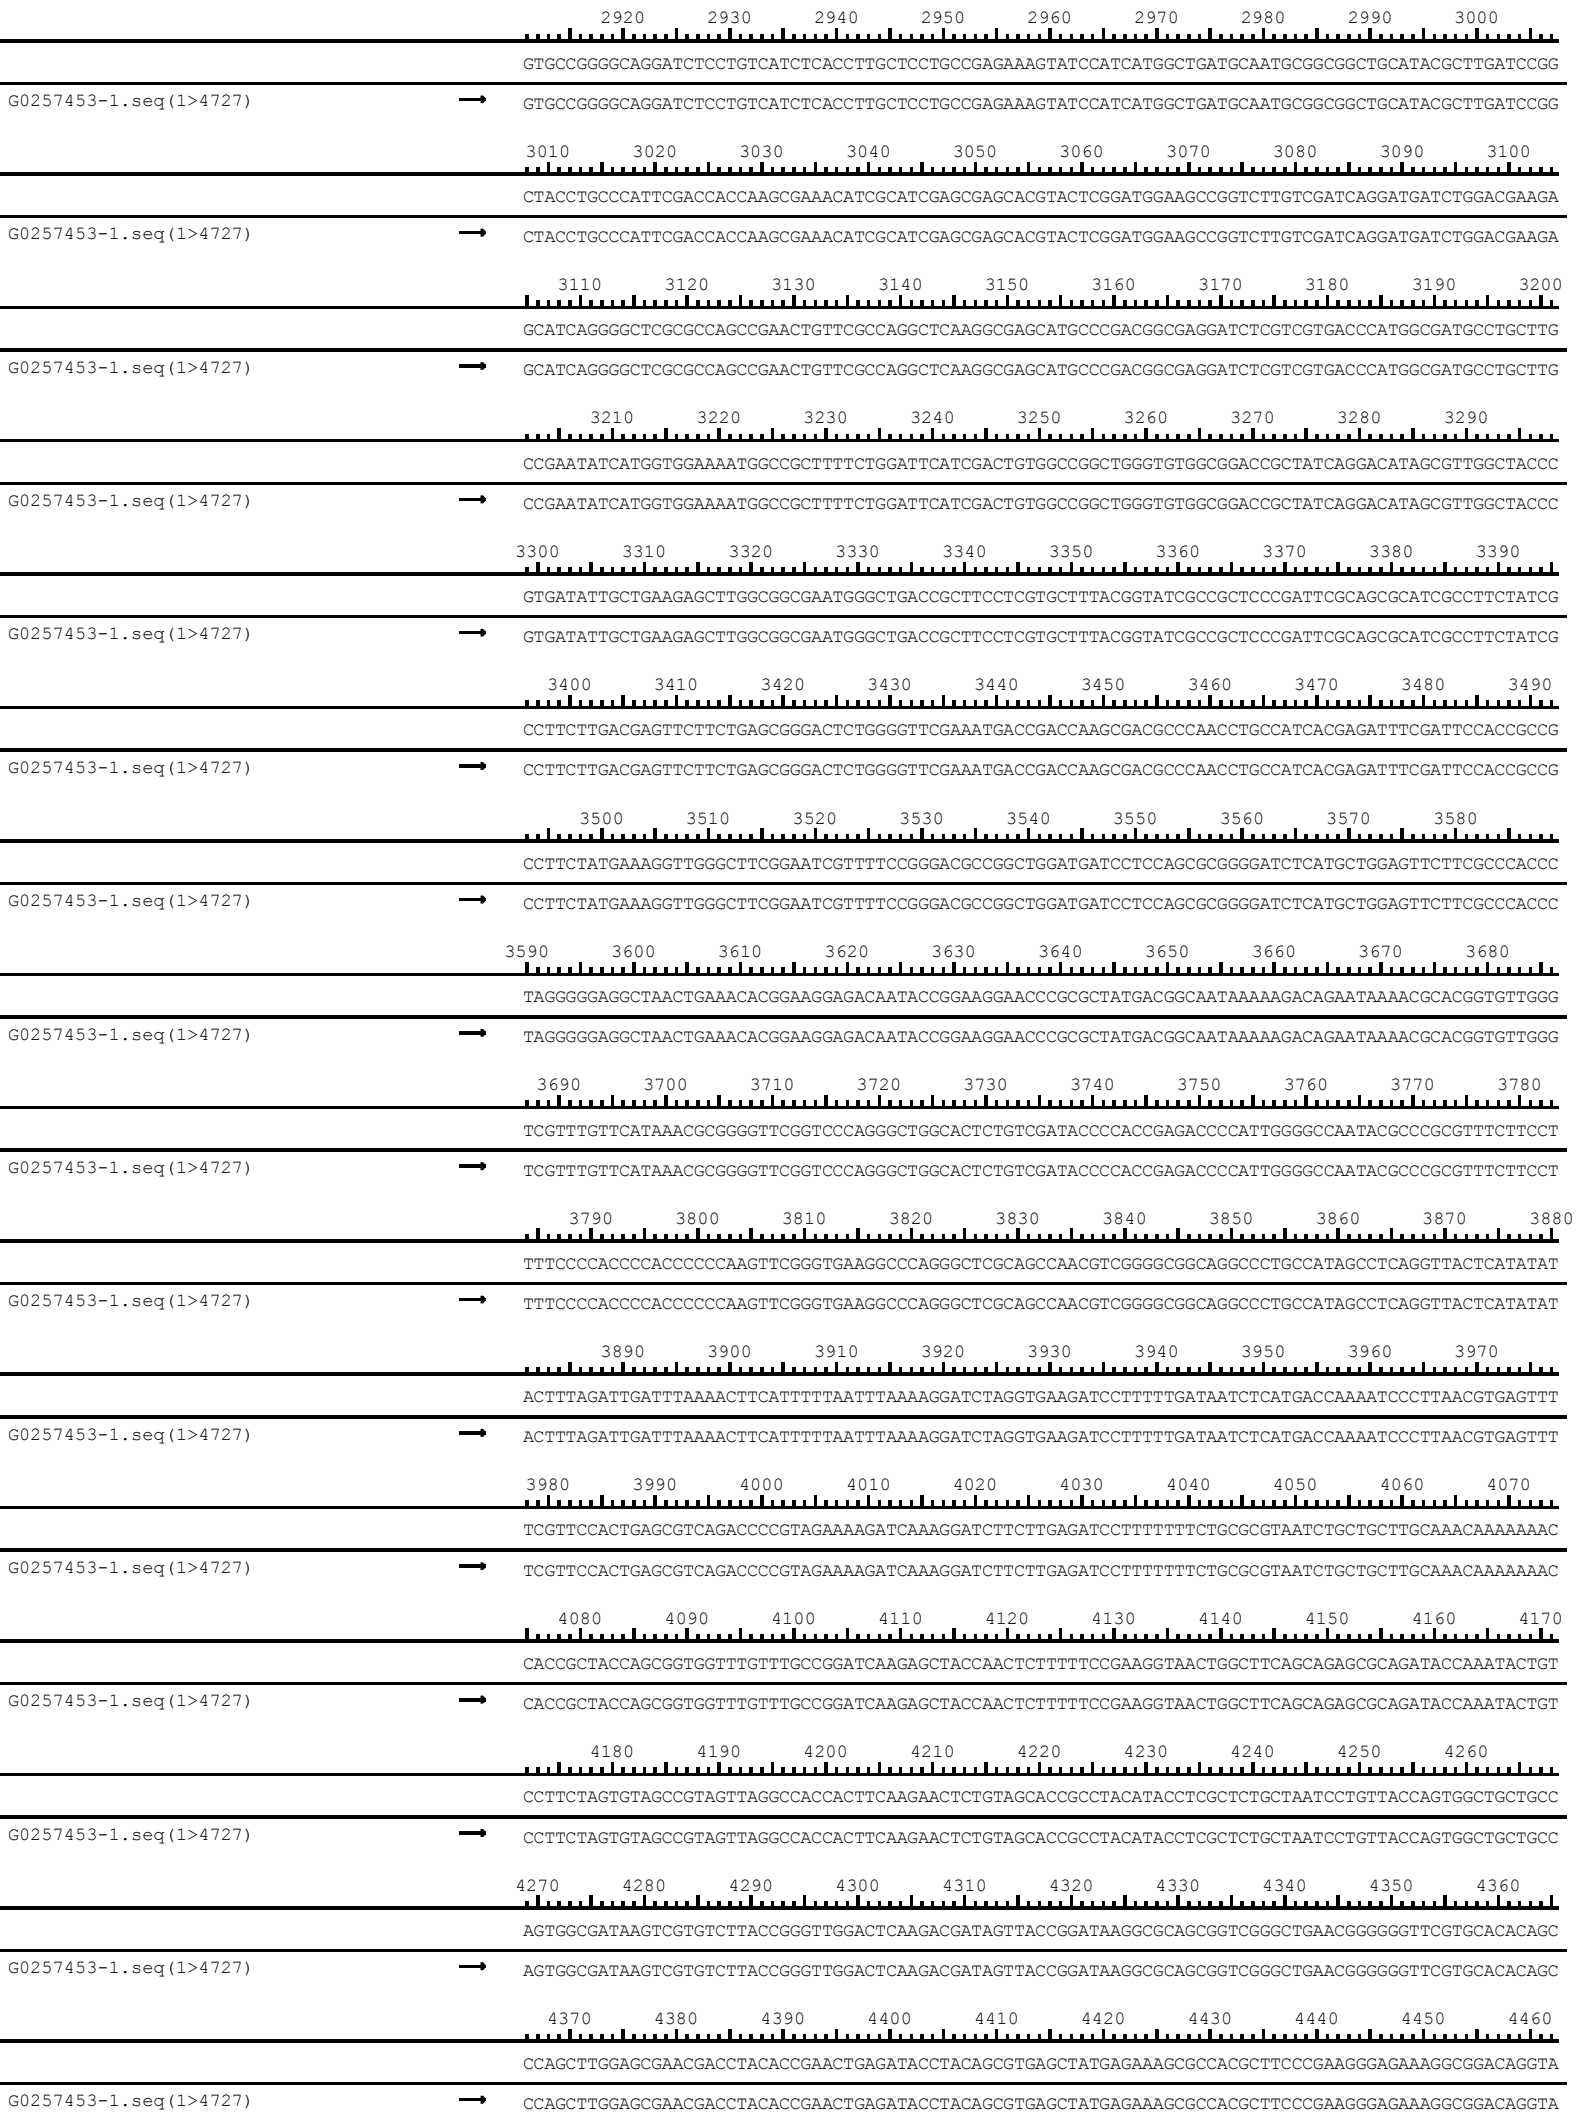 2920 2930 2940 2950 2960 2970 2980 2990 3000
GTGCCGGGGCAGGATCTCCTGTCATCTCACCTTGCTCCTGCCGAGAAAGTATCCATCATGGCTGATGCAATGCGGCGGCTGCATACGCTTGATCCGG
G0257453-1.seq(1>4727) → GTGCCGGGGCAGGATCTCCTGTCATCTCACCTTGCTCCTGCCGAGAAAGTATCCATCATGGCTGATGCAATGCGGCGGCTGCATACGCTTGATCCGG
3010 3020 3030 3040 3050 3060 3070 3080 3090 3100
CTACCTGCCCATTCGACCACCAAGCGAAACATCGCATCGAGCGAGCACGTACTCGGATGGAAGCCGGTCTTGTCGATCAGGATGATCTGGACGAAGA
G0257453-1.seq(1>4727) → CTACCTGCCCATTCGACCACCAAGCGAAACATCGCATCGAGCGAGCACGTACTCGGATGGAAGCCGGTCTTGTCGATCAGGATGATCTGGACGAAGA
3110 3120 3130 3140 3150 3160 3170 3180 3190 3200
GCATCAGGGGCTCGCGCCAGCCGAACTGTTCGCCAGGCTCAAGGCGAGCATGCCCGACGGCGAGGATCTCGTCGTGACCCATGGCGATGCCTGCTTG
G0257453-1.seq(1>4727) → GCATCAGGGGCTCGCGCCAGCCGAACTGTTCGCCAGGCTCAAGGCGAGCATGCCCGACGGCGAGGATCTCGTCGTGACCCATGGCGATGCCTGCTTG
3210 3220 3230 3240 3250 3260 3270 3280 3290
CCGAATATCATGGTGGAAAATGGCCGCTTTTCTGGATTCATCGACTGTGGCCGGCTGGGTGTGGCGGACCGCTATCAGGACATAGCGTTGGCTACCC
G0257453-1.seq(1>4727) → CCGAATATCATGGTGGAAAATGGCCGCTTTTCTGGATTCATCGACTGTGGCCGGCTGGGTGTGGCGGACCGCTATCAGGACATAGCGTTGGCTACCC
3300 3310 3320 3330 3340 3350 3360 3370 3380 3390
GTGATATTGCTGAAGAGCTTGGCGGCGAATGGGCTGACCGCTTCCTCGTGCTTTACGGTATCGCCGCTCCCGATTCGCAGCGCATCGCCTTCTATCG
G0257453-1.seq(1>4727) → GTGATATTGCTGAAGAGCTTGGCGGCGAATGGGCTGACCGCTTCCTCGTGCTTTACGGTATCGCCGCTCCCGATTCGCAGCGCATCGCCTTCTATCG
3400 3410 3420 3430 3440 3450 3460 3470 3480 3490
CCTTCTTGACGAGTTCTTCTGAGCGGGACTCTGGGGTTCGAAATGACCGACCAAGCGACGCCCAACCTGCCATCACGAGATTTCGATTCCACCGCCG
G0257453-1.seq(1>4727) → CCTTCTTGACGAGTTCTTCTGAGCGGGACTCTGGGGTTCGAAATGACCGACCAAGCGACGCCCAACCTGCCATCACGAGATTTCGATTCCACCGCCG
3500 3510 3520 3530 3540 3550 3560 3570 3580
CCTTCTATGAAAGGTTGGGCTTCGGAATCGTTTTCCGGGACGCCGGCTGGATGATCCTCCAGCGCGGGGATCTCATGCTGGAGTTCTTCGCCCACCC
G0257453-1.seq(1>4727) → CCTTCTATGAAAGGTTGGGCTTCGGAATCGTTTTCCGGGACGCCGGCTGGATGATCCTCCAGCGCGGGGATCTCATGCTGGAGTTCTTCGCCCACCC
3590 3600 3610 3620 3630 3640 3650 3660 3670 3680
TAGGGGGAGGCTAACTGAAACACGGAAGGAGACAATACCGGAAGGAACCCGCGCTATGACGGCAATAAAAAGACAGAATAAAACGCACGGTGTTGGG
G0257453-1.seq(1>4727) → TAGGGGGAGGCTAACTGAAACACGGAAGGAGACAATACCGGAAGGAACCCGCGCTATGACGGCAATAAAAAGACAGAATAAAACGCACGGTGTTGGG
3690 3700 3710 3720 3730 3740 3750 3760 3770 3780
TCGTTTGTTCATAAACGCGGGGTTCGGTCCCAGGGCTGGCACTCTGTCGATACCCCACCGAGACCCCATTGGGGCCAATACGCCCGCGTTTCTTCCT
G0257453-1.seq(1>4727) → TCGTTTGTTCATAAACGCGGGGTTCGGTCCCAGGGCTGGCACTCTGTCGATACCCCACCGAGACCCCATTGGGGCCAATACGCCCGCGTTTCTTCCT
3790 3800 3810 3820 3830 3840 3850 3860 3870 3880
TTTCCCCACCCCACCCCCCAAGTTCGGGTGAAGGCCCAGGGCTCGCAGCCAACGTCGGGGCGGCAGGCCCTGCCATAGCCTCAGGTTACTCATATAT
G0257453-1.seq(1>4727) → TTTCCCCACCCCACCCCCCAAGTTCGGGTGAAGGCCCAGGGCTCGCAGCCAACGTCGGGGCGGCAGGCCCTGCCATAGCCTCAGGTTACTCATATAT
3890 3900 3910 3920 3930 3940 3950 3960 3970
ACTTTAGATTGATTTAAAACTTCATTTTTAATTTAAAAGGATCTAGGTGAAGATCCTTTTTGATAATCTCATGACCAAAATCCCTTAACGTGAGTTT
G0257453-1.seq(1>4727) → ACTTTAGATTGATTTAAAACTTCATTTTTAATTTAAAAGGATCTAGGTGAAGATCCTTTTTGATAATCTCATGACCAAAATCCCTTAACGTGAGTTT
3980 3990 4000 4010 4020 4030 4040 4050 4060 4070
TCGTTCCACTGAGCGTCAGACCCCGTAGAAAAGATCAAAGGATCTTCTTGAGATCCTTTTTTTCTGCGCGTAATCTGCTGCTTGCAAACAAAAAAAC
G0257453-1.seq(1>4727) → TCGTTCCACTGAGCGTCAGACCCCGTAGAAAAGATCAAAGGATCTTCTTGAGATCCTTTTTTTCTGCGCGTAATCTGCTGCTTGCAAACAAAAAAAC
4080 4090 4100 4110 4120 4130 4140 4150 4160 4170
CACCGCTACCAGCGGTGGTTTGTTTGCCGGATCAAGAGCTACCAACTCTTTTTCCGAAGGTAACTGGCTTCAGCAGAGCGCAGATACCAAATACTGT
G0257453-1.seq(1>4727) → CACCGCTACCAGCGGTGGTTTGTTTGCCGGATCAAGAGCTACCAACTCTTTTTCCGAAGGTAACTGGCTTCAGCAGAGCGCAGATACCAAATACTGT
4180 4190 4200 4210 4220 4230 4240 4250 4260
CCTTCTAGTGTAGCCGTAGTTAGGCCACCACTTCAAGAACTCTGTAGCACCGCCTACATACCTCGCTCTGCTAATCCTGTTACCAGTGGCTGCTGCC
G0257453-1.seq(1>4727) → CCTTCTAGTGTAGCCGTAGTTAGGCCACCACTTCAAGAACTCTGTAGCACCGCCTACATACCTCGCTCTGCTAATCCTGTTACCAGTGGCTGCTGCC
4270 4280 4290 4300 4310 4320 4330 4340 4350 4360
AGTGGCGATAAGTCGTGTCTTACCGGGTTGGACTCAAGACGATAGTTACCGGATAAGGCGCAGCGGTCGGGCTGAACGGGGGGTTCGTGCACACAGC
G0257453-1.seq(1>4727) → AGTGGCGATAAGTCGTGTCTTACCGGGTTGGACTCAAGACGATAGTTACCGGATAAGGCGCAGCGGTCGGGCTGAACGGGGGGTTCGTGCACACAGC
4370 4380 4390 4400 4410 4420 4430 4440 4450 4460
CCAGCTTGGAGCGAACGACCTACACCGAACTGAGATACCTACAGCGTGAGCTATGAGAAAGCGCCACGCTTCCCGAAGGGAGAAAGGCGGACAGGTA
G0257453-1.seq(1>4727) → CCAGCTTGGAGCGAACGACCTACACCGAACTGAGATACCTACAGCGTGAGCTATGAGAAAGCGCCACGCTTCCCGAAGGGAGAAAGGCGGACAGGTA